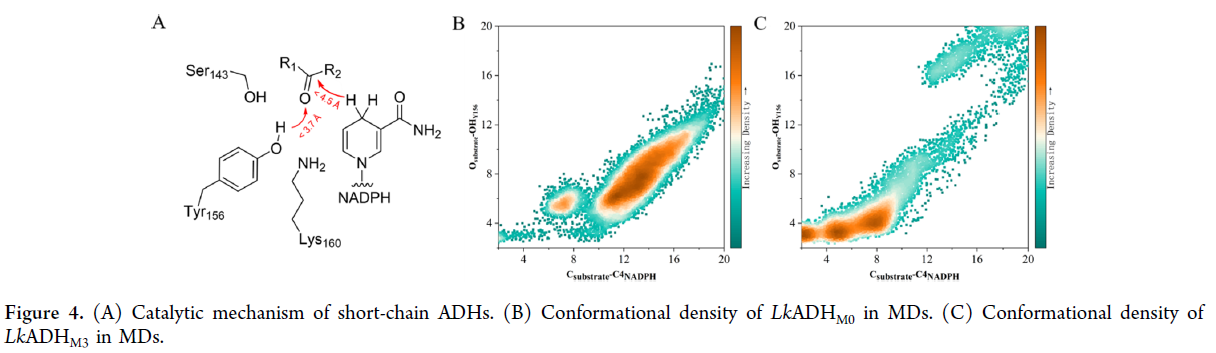 A
Ser143
OH
R1
R2
O
<4.5Å
H H
O
NH2
<3.7Å
H
O
NH2
N
NADPH
Tyr156
Lys160
B
20
16
12
8
4
4 8 12 16 20
Osubstrate-OHY156
Csubstrate-C4NADPH
Increasing Density →
C
20
16
12
8
4
4 8 12 16 20
Osubstrate-OHY156
Csubstrate-C4NADPH
Increasing Density →
Figure 4. (A) Catalytic mechanism of short-chain ADHs. (B) Conformational density of LkADHM0 in MDs. (C) Conformational density of
LkADHM3 in MDs.